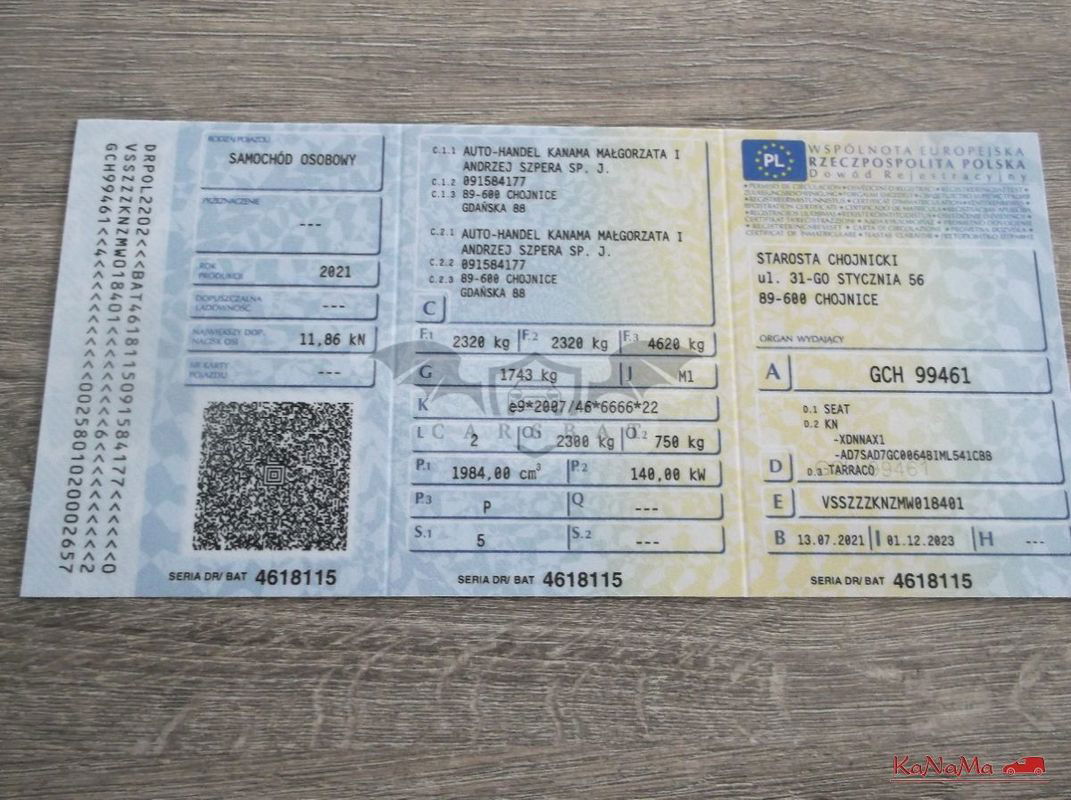 DRPOL2202<<BAT46181150915841 77<<<<<<0
VSSZZZKNZMW018401<<<<<<<<<<6<<<<<<<<2
GCH99461<<4<<<<<<<<<<0025801020002657
RODZAJ POJAZDU
SAMOCHÓD OSOBOWY
PRZEZNACZENIE
---
ROK PRODUKCJI 2021
DOPUSZCZALNA ŁADOWNOŚĆ ---
NAJWIĘKSZY DOP. NACISK OSI 11,86 kN
NR KARTY POJAZDU ---
SERIA DR/ BAT 4618115
C.1.1 AUTO-HANDEL KANAMA MAŁGORZATA I
ANDRZEJ SZPERA SP. J.
C.1.2 091584177
C.1.3 89-600 CHOJNICE
GDAŃSKA 88
C.2.1 AUTO-HANDEL KANAMA MAŁGORZATA I
ANDRZEJ SZPERA SP. J.
C.2.2 091584177
C.2.3 89-600 CHOJNICE
GDAŃSKA 88
C
F.1 2320 kg F.2 2320 kg F.3 4620 kg
G 1743 kg J M1
K e9*2007/46*6666*22
CARSBAT
L 2 O.1 2300 kg O.2 750 kg
P.1 1984,00 cm³ P.2 140,00 kW
P.3 P Q ---
S.1 5 S.2 ---
SERIA DR/ BAT 4618115
PL
WSPÓLNOTA EUROPEJSKA
RZECZPOSPOLITA POLSKA
Dowód Rejestracyjny
STAROSTA CHOJNICKI
ul. 31-GO STYCZNIA 56
89-600 CHOJNICE
ORGAN WYDAJĄCY
A GCH 99461
D.1 SEAT
D.2 KN
-XDNNAX1
-AD7SAD7GC0064BIML541CBB
D D.3 TARRACO
E VSSZZZKNZMW018401
B 13.07.2021 I 01.12.2023 H ---
SERIA DR/ BAT 4618115
KaNaMa